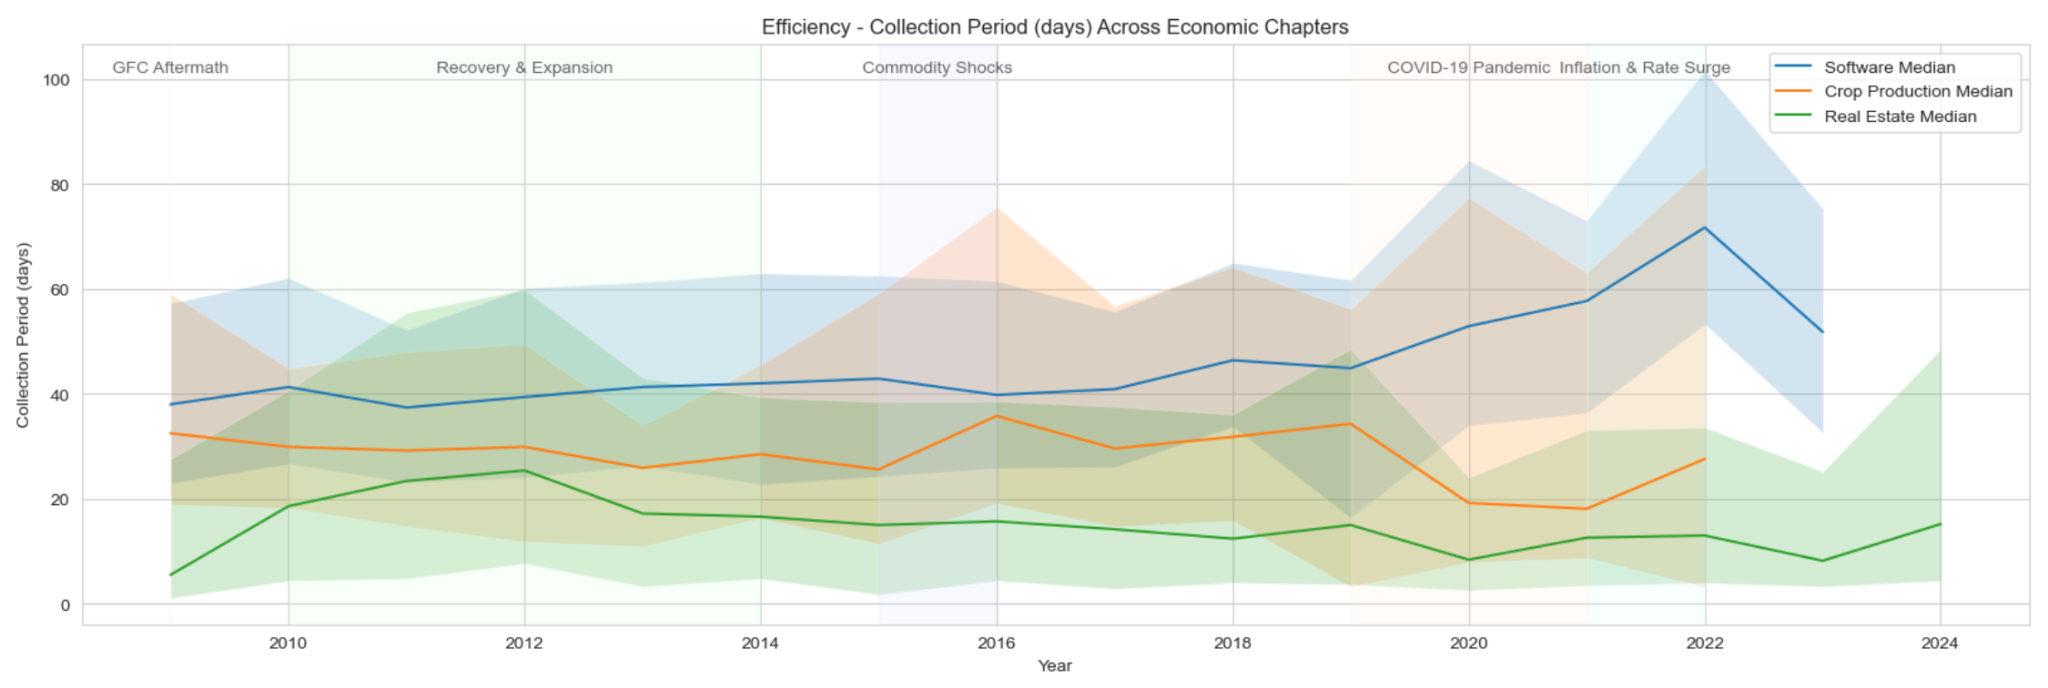 Efficiency - Collection Period (days) Across Economic Chapters
GFC Aftermath
Recovery & Expansion
Commodity Shocks
COVID-19 Pandemic
Inflation & Rate Surge
Software Median
Crop Production Median
Real Estate Median
Collection Period (days)
100
80
60
40
20
0
2010
2012
2014
2016
2018
2020
2022
2024
Year